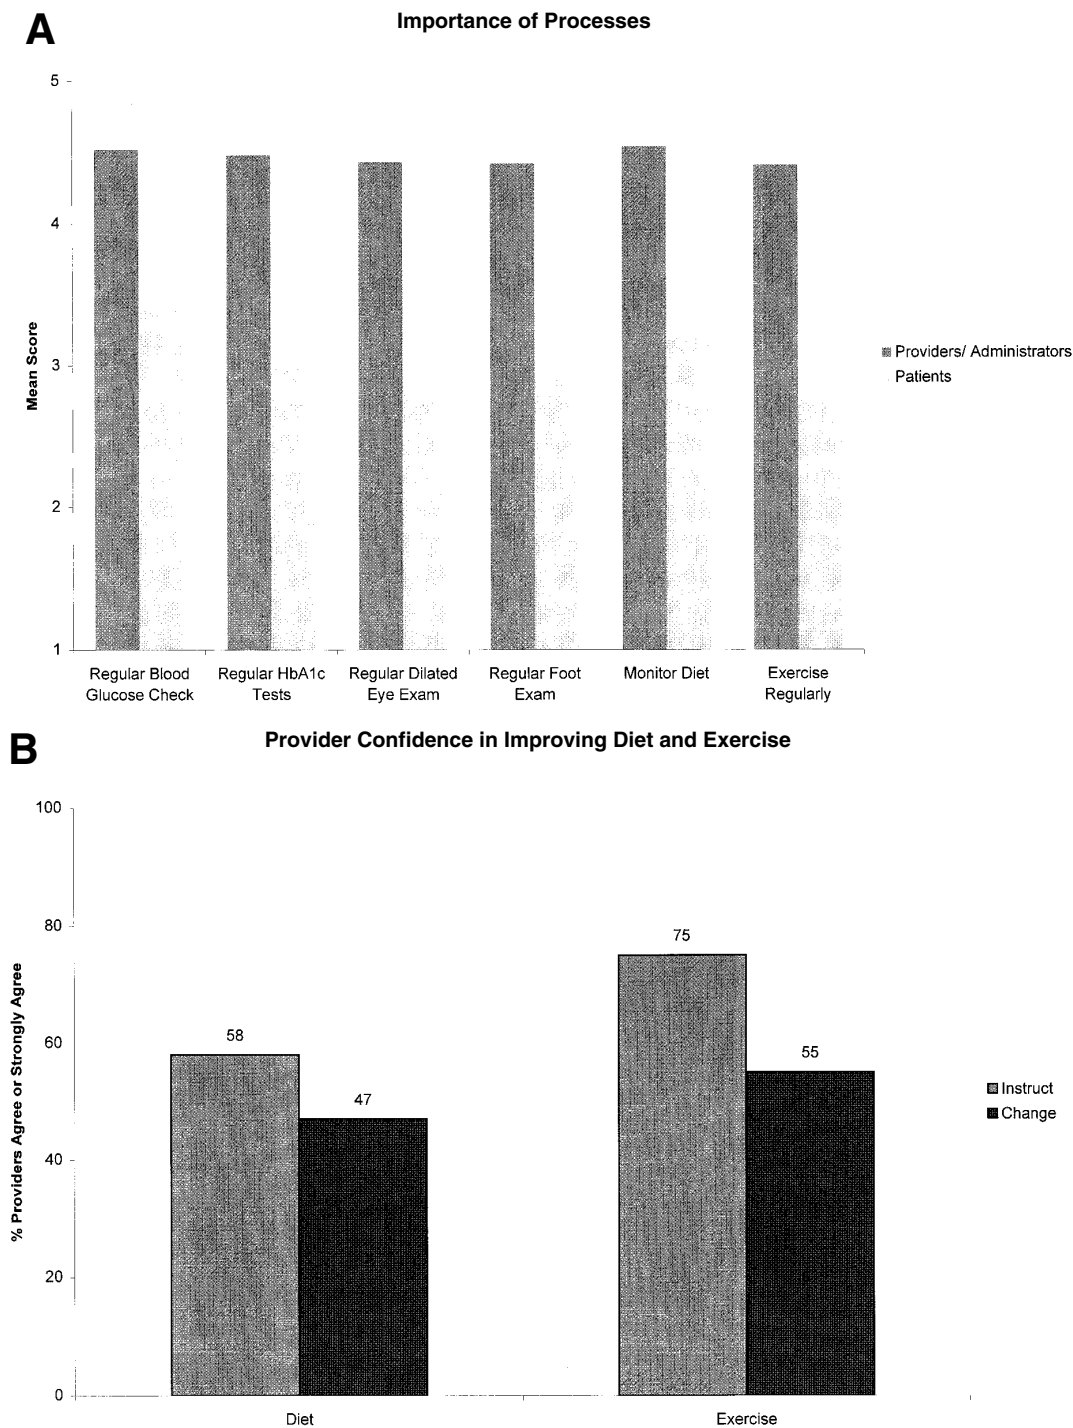 A
Importance of Processes
5
4
3
2
1
Mean Score
Providers/ Administrators
Patients
Regular Blood
Glucose Check
Regular HbA1c
Tests
Regular Dilated
Eye Exam
Regular Foot
Exam
Monitor Diet
Exercise
Regularly
B
Provider Confidence in Improving Diet and Exercise
100
80
60
40
20
0
% Providers Agree or Strongly Agree
58
47
75
55
Instruct
Change
Diet
Exercise